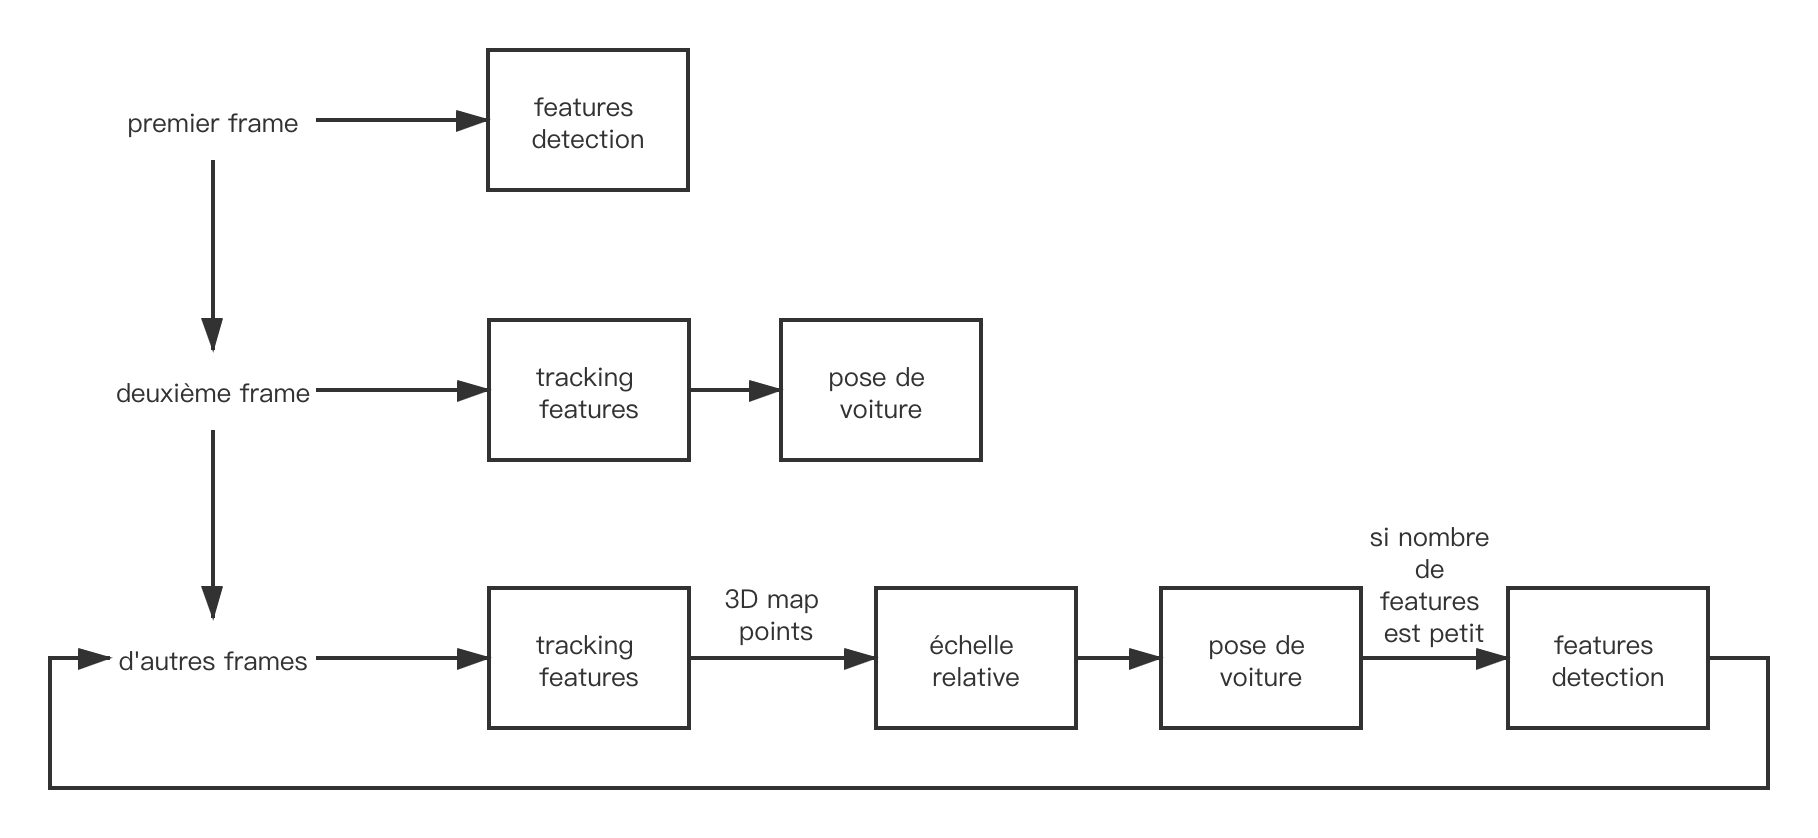 premier frame
features
detection
deuxième frame
tracking
features
pose de
voiture
d'autres frames
tracking
features
3D map
points
échelle
relative
pose de
voiture
si nombre
de
features
est petit
features
detection